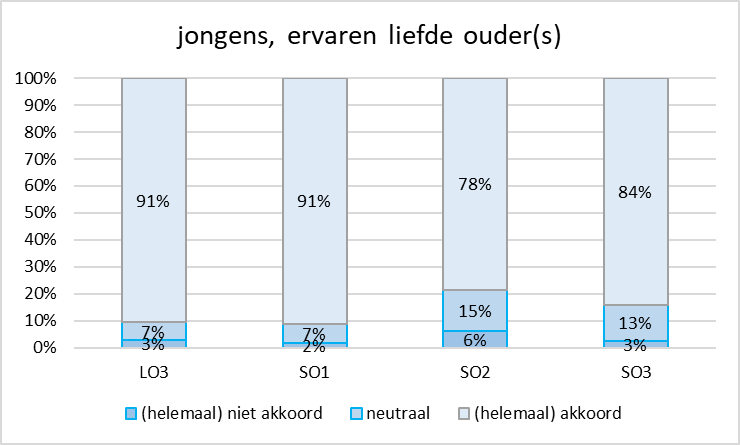 jongens, ervaren liefde ouder(s)
100%
90%
80%
70%
60%
50%
40%
30%
20%
10%
0%
91%
91%
78%
84%
7%
7%
15%
13%
3%
2%
6%
3%
LO3
SO1
SO2
SO3
(helemaal) niet akkoord
neutraal
(helemaal) akkoord